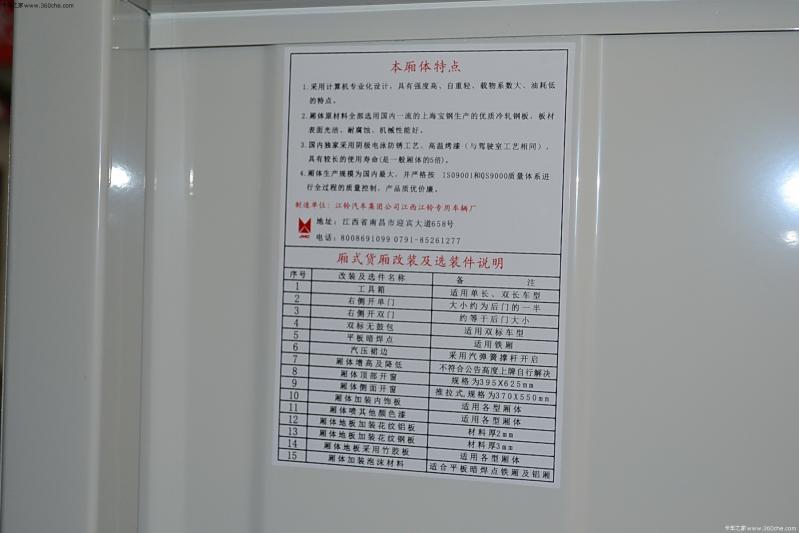 卡车之家 www.360che.com
本厢体特点
1.采用计算机专业化设计，具有强度高、自重轻、载物系数大、油耗低
的特点。
2.厢体原材料全部选用国内一流的上海宝钢生产的优质冷轧钢板，板材
表面光洁、耐腐蚀、机械性能好。
3.国内独家采用阴极电泳防锈工艺、高温烤漆（与驾驶室工艺相同），
具有较长的使用寿命(是一般厢体的5倍)。
4.厢体生产规模为国内最大，并严格按 ISO9001和QS9000质量体系进
行全过程的质量控制，产品质优价廉。
制造单位：江铃汽车集团公司江西江铃专用车辆厂
地址：江西省南昌市迎宾大道658号
JMC
电话：8008691099 0791-85261277
厢式货厢改装及选装件说明
序号 改装及选件名称 备 注
1 工具箱 适用单长、双长车型
2 右侧开单门 大小约为后门的一半
3 右侧开双门 约等于后门大小
4 双标无鼓包 适用双标车型
5 平板暗焊点 适用铁厢
6 汽压裙边 采用汽弹簧撑杆开启
7 厢体增高及降低 不符合公告高度上牌自行解决
8 厢体顶部开窗 规格为395X625mm
9 厢体侧面开窗 推拉式,规格为370X550mm
10 厢体加装内饰板 适用各型厢体
11 厢体喷其他颜色漆 适用各型厢体
12 厢体地板加装花纹铝板 材料厚2mm
13 厢体地板加装花纹钢板 材料厚3mm
14 厢体地板采用竹胶板 适用各型厢体
15 厢体加装泡沫材料 适合平板暗焊点铁厢及铝厢
卡车之家 www.360che.com